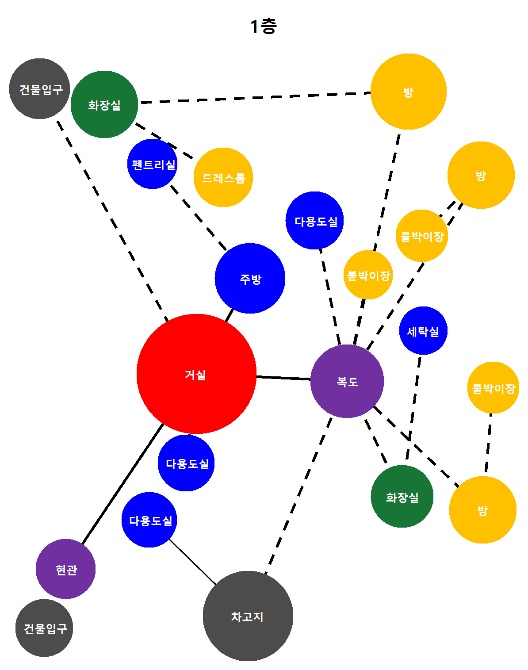 1층
건물입구
화장실
방
펜트리실
드레스룸
방
다용도실
붙박이장
주방
붙박이장
세탁실
거실
복도
붙박이장
다용도실
다용도실
화장실
방
현관
건물입구
차고지